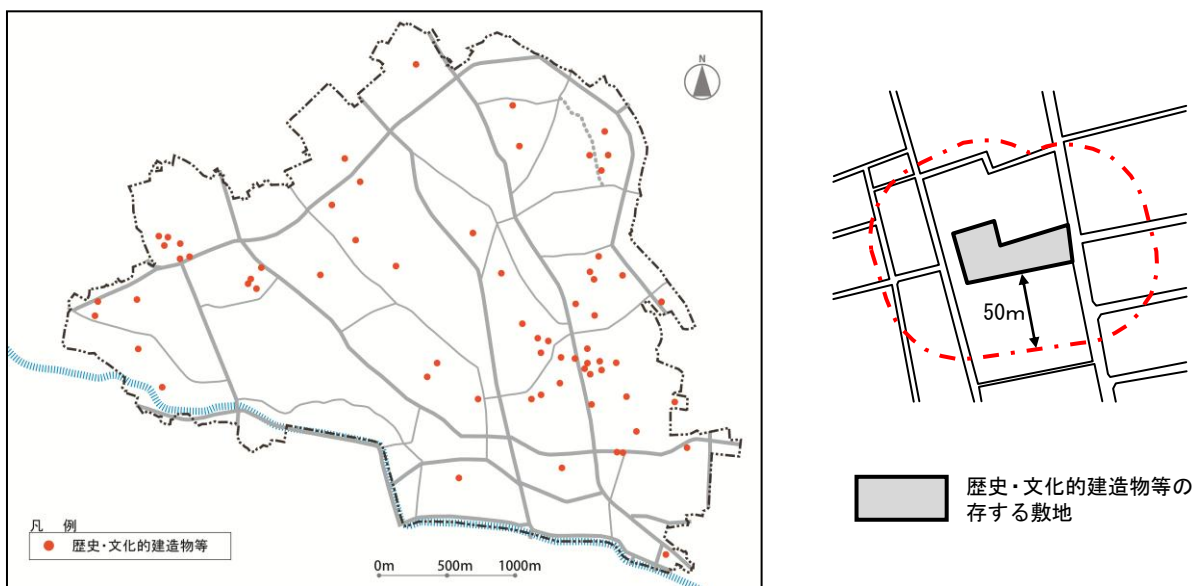 N
凡 例
歴史・文化的建造物等
0m 500m 1000m
50m
歴史・文化的建造物等の
存する敷地